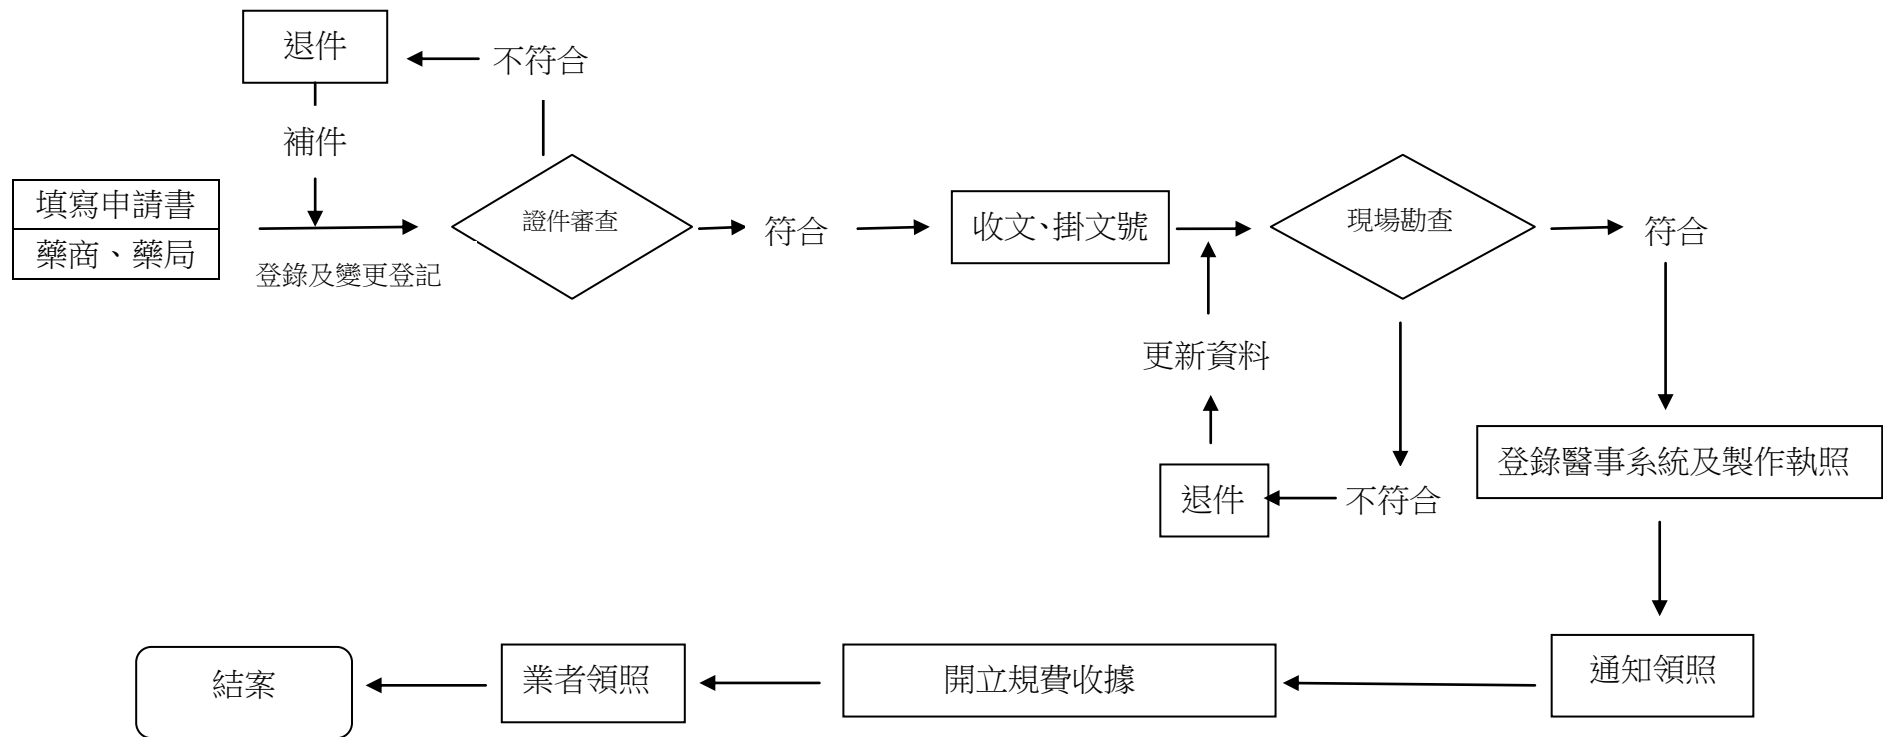 退件
不符合
補件
填寫申請書
藥商、藥局
登錄及變更登記
證件審查
符合
收文、掛文號
現場勘查
符合
更新資料
退件
不符合
登錄醫事系統及製作執照
通知領照
開立規費收據
業者領照
結案